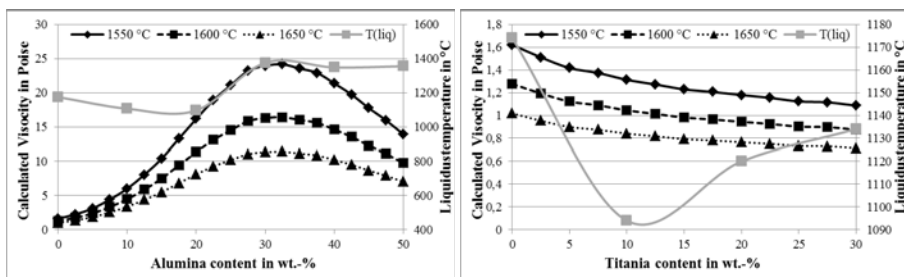 30 1600
1550 °C 1600 °C 1650 °C T(liq)
25 1400
20 1200
15 1000
10 800
5 600
0 400
0 10 20 30 40 50
Calculated Visocity in Poise
Liquidustemperature in °C
Alumina content in wt.-%
1,8 1180
1550 °C 1600 °C 1650 °C T(liq)
1,6 1170
1,4 1160
1,2 1150
1 1140
0,8 1130
0,6 1120
0,4 1110
0,2 1100
0 1090
0 5 10 15 20 25 30
Calculated Visocity in Poise
Liquidustemperature in °C
Titania content in wt.-%